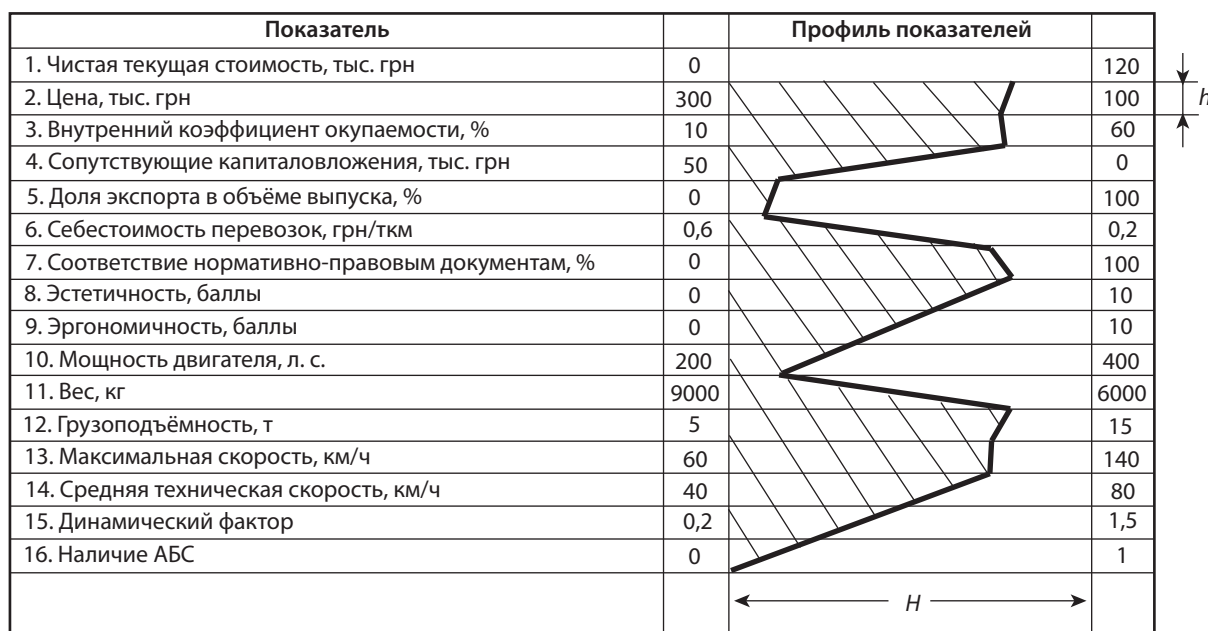 Показатель Профиль показателей
1. Чистая текущая стоимость, тыс. грн 0 120
2. Цена, тыс. грн 300 100
h
3. Внутренний коэффициент окупаемости, % 10 60
4. Сопутствующие капиталовложения, тыс. грн 50 0
5. Доля экспорта в объёме выпуска, % 0 100
6. Себестоимость перевозок, грн/ткм 0,6 0,2
7. Соответствие нормативно-правовым документам, % 0 100
8. Эстетичность, баллы 0 10
9. Эргономичность, баллы 0 10
10. Мощность двигателя, л. с. 200 400
11. Вес, кг 9000 6000
12. Грузоподъёмность, т 5 15
13. Максимальная скорость, км/ч 60 140
14. Средняя техническая скорость, км/ч 40 80
15. Динамический фактор 0,2 1,5
16. Наличие АБС 0 1
H